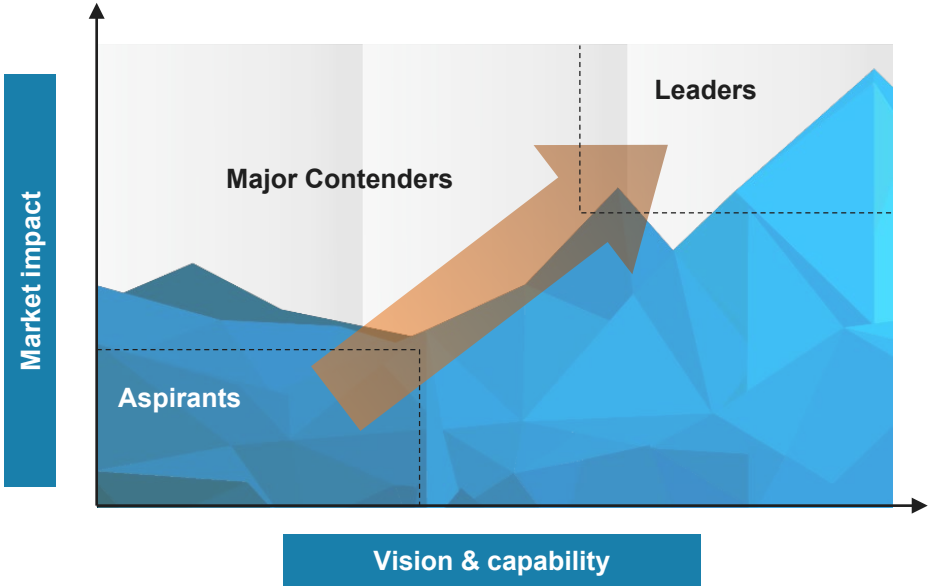 Leaders
Major Contenders
Market impact
Aspirants
Vision & capability